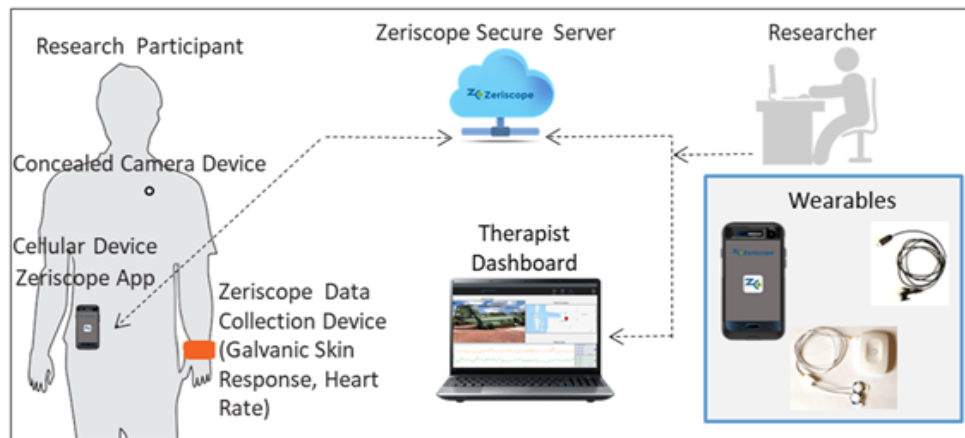 Research Participant
Concealed Camera Device
Cellular Device
Zeriscope App
Zeriscope Data
Collection Device
(Galvanic Skin
Response, Heart
Rate)
Zeriscope Secure Server
Zeriscope
Therapist
Dashboard
Researcher
Wearables
Zeriscope